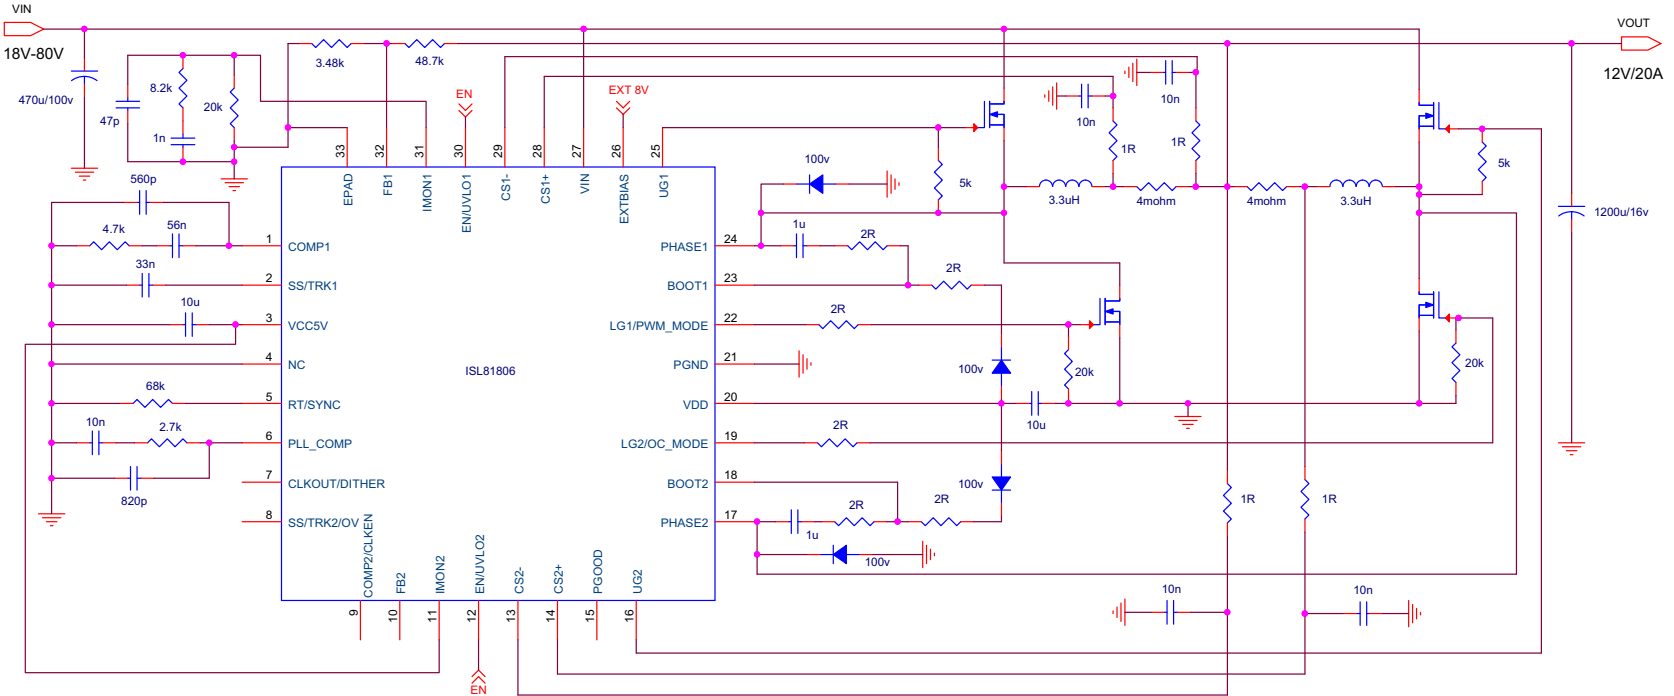 VIN
18V-80V
470u/100v
47p
8.2k
1n
20k
3.48k
48.7k
EN
EXT 8V
10n
10n
1R
1R
VOUT
12V/20A
33
32
31
30
29
28
27
26
25
EPAD
FB1
IMON1
EN/UVLO1
CS1-
CS1+
VIN
EXTBIAS
UG1
560p
4.7k
56n
33n
10u
68k
10n
2.7k
820p
1
COMP1
2
SS/TRK1
3
VCC5V
4
NC
5
RT/SYNC
6
PLL_COMP
7
CLKOUT/DITHER
8
SS/TRK2/OV
ISL81806
PHASE1
24
BOOT1
23
LG1/PWM_MODE
22
PGND
21
VDD
20
LG2/OC_MODE
19
BOOT2
18
PHASE2
17
COMP2/CLKEN
FB2
IMON2
EN/UVLO2
CS2-
CS2+
PGOOD
UG2
9
10
11
12
13
14
15
16
EN
100v
5k
1u
2R
2R
2R
100v
20k
10u
2R
100v
2R
2R
1u
100v
3.3uH
4mohm
4mohm
3.3uH
5k
1200u/16v
20k
1R
1R
10n
10n